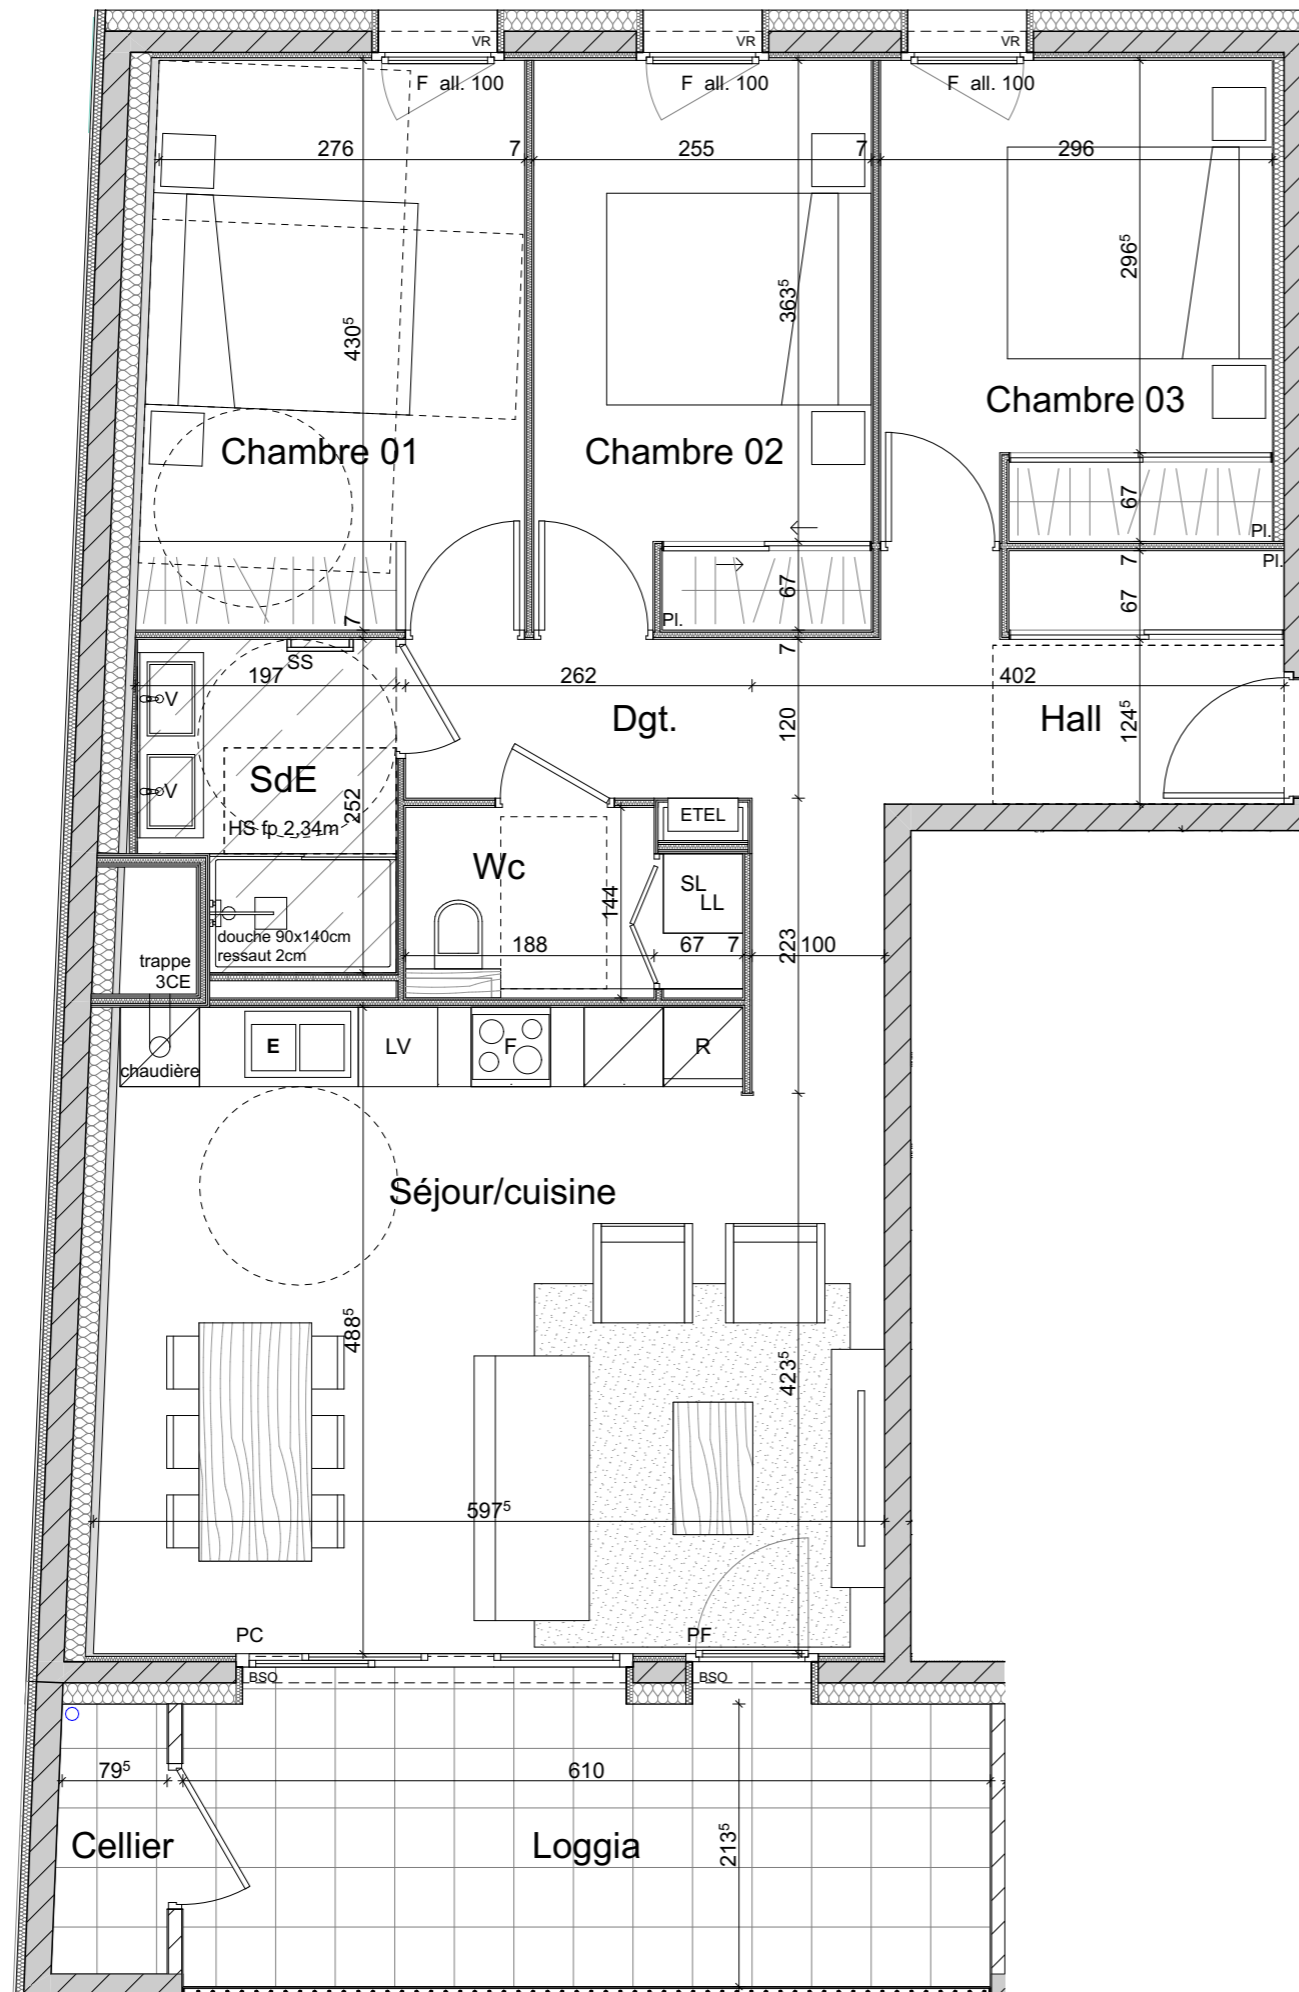 VR VR VR
F all. 100 F all. 100 F all. 100
276 7 255 7 296
430⁵ 363⁵ 296⁵
Chambre 01 Chambre 02 Chambre 03
67 Pl.
67 Pl.
7 67 Pl.
7 7
SS
197 262 402
V
Dgt. Hall
120 124⁵
SdE
V
252
HS fp 2,34m
ETEL
Wc
SL
LL
144
188 67 7 223 100
douche 90x140cm
ressaut 2cm
trappe
3CE
E LV F R
chaudière
Séjour/cuisine
488⁵ 423⁵
597⁵
PC PF
BSO BSO
79⁵ 610
Cellier Loggia
213⁵